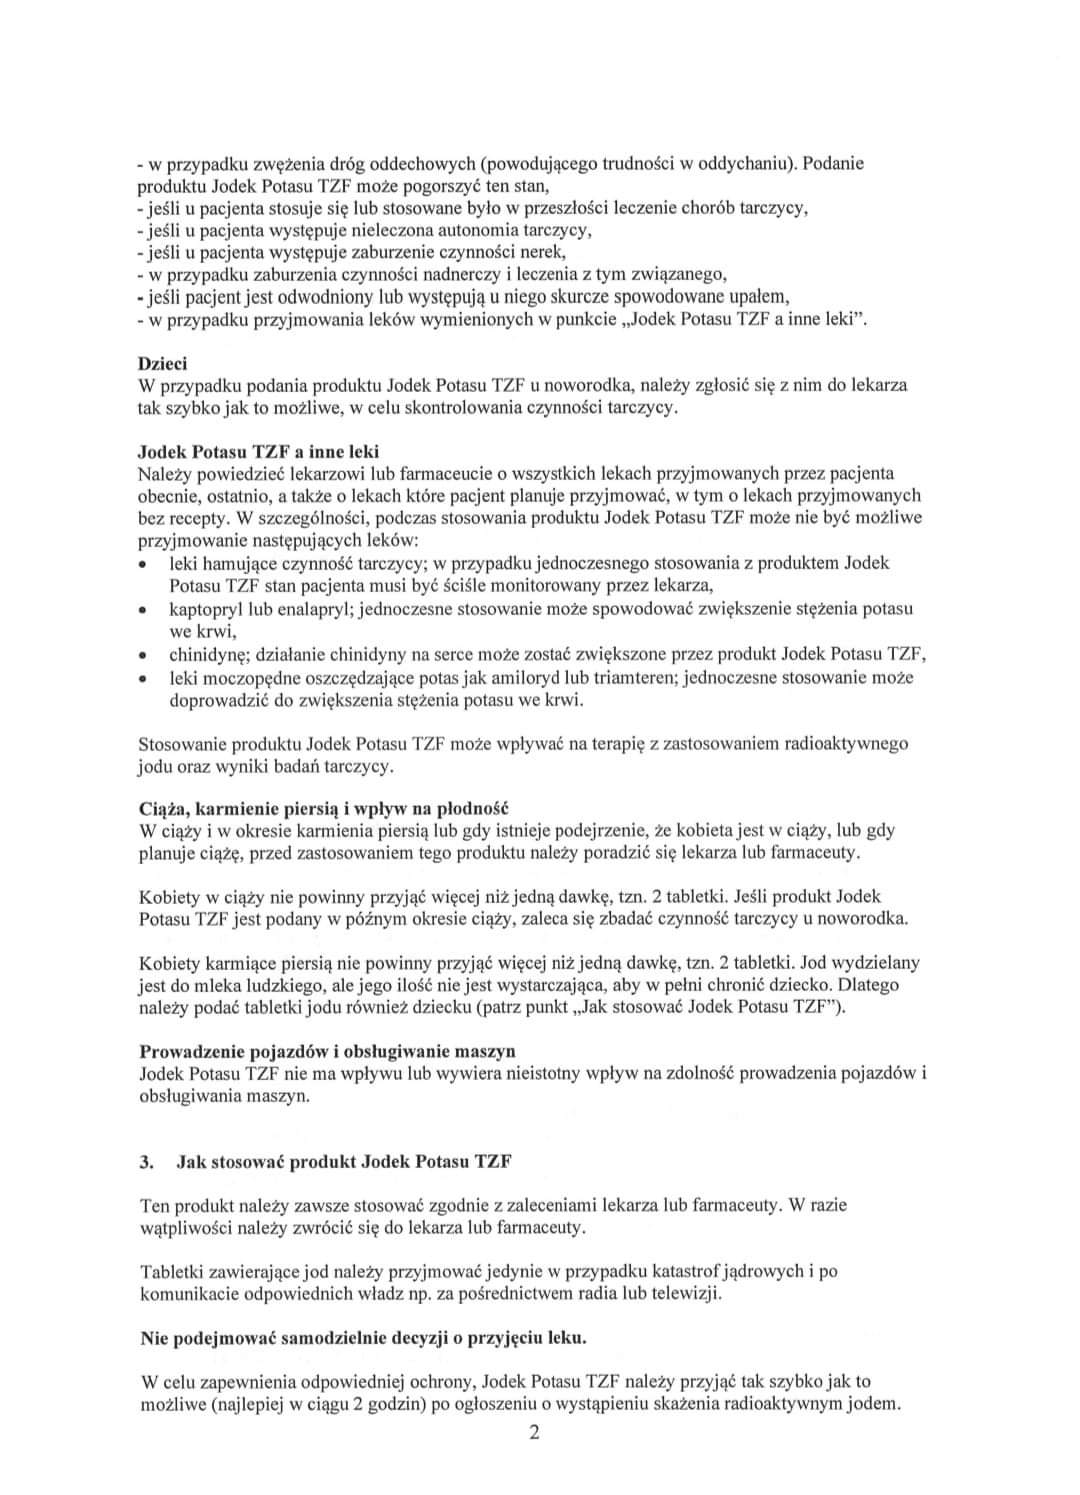 - w przypadku zwężenia dróg oddechowych (powodującego trudności w oddychaniu). Podanie
produktu Jodek Potasu TZF może pogorszyć ten stan,
- jeśli u pacjenta stosuje się lub stosowane było w przeszłości leczenie chorób tarczycy,
- jeśli u pacjenta występuje nieleczona autonomia tarczycy,
- jeśli u pacjenta występuje zaburzenie czynności nerek,
- w przypadku zaburzenia czynności nadnerczy i leczenia z tym związanego,
- jeśli pacjent jest odwodniony lub występują u niego skurcze spowodowane upałem,
- w przypadku przyjmowania leków wymienionych w punkcie „Jodek Potasu TZF a inne leki”.
Dzieci
W przypadku podania produktu Jodek Potasu TZF u noworodka, należy zgłosić się z nim do lekarza
tak szybko jak to możliwe, w celu skontrolowania czynności tarczycy.
Jodek Potasu TZF a inne leki
Należy powiedzieć lekarzowi lub farmaceucie o wszystkich lekach przyjmowanych przez pacjenta
obecnie, ostatnio, a także o lekach które pacjent planuje przyjmować, w tym o lekach przyjmowanych
bez recepty. W szczególności, podczas stosowania produktu Jodek Potasu TZF może nie być możliwe
przyjmowanie następujących leków:
• leki hamujące czynność tarczycy; w przypadku jednoczesnego stosowania z produktem Jodek
Potasu TZF stan pacjenta musi być ściśle monitorowany przez lekarza,
• kaptopryl lub enalapryl; jednoczesne stosowanie może spowodować zwiększenie stężenia potasu
we krwi,
• chinidynę; działanie chinidyny na serce może zostać zwiększone przez produkt Jodek Potasu TZF,
• leki moczopędne oszczędzające potas jak amiloryd lub triamteren; jednoczesne stosowanie może
doprowadzić do zwiększenia stężenia potasu we krwi.
Stosowanie produktu Jodek Potasu TZF może wpływać na terapię z zastosowaniem radioaktywnego
jodu oraz wyniki badań tarczycy.
Ciąża, karmienie piersią i wpływ na płodność
W ciąży i w okresie karmienia piersią lub gdy istnieje podejrzenie, że kobieta jest w ciąży, lub gdy
planuje ciążę, przed zastosowaniem tego produktu należy poradzić się lekarza lub farmaceuty.
Kobiety w ciąży nie powinny przyjąć więcej niż jedną dawkę, tzn. 2 tabletki. Jeśli produkt Jodek
Potasu TZF jest podany w późnym okresie ciąży, zaleca się zbadać czynność tarczycy u noworodka.
Kobiety karmiące piersią nie powinny przyjąć więcej niż jedną dawkę, tzn. 2 tabletki. Jod wydzielany
jest do mleka ludzkiego, ale jego ilość nie jest wystarczająca, aby w pełni chronić dziecko. Dlatego
należy podać tabletki jodu również dziecku (patrz punkt „Jak stosować Jodek Potasu TZF”).
Prowadzenie pojazdów i obsługiwanie maszyn
Jodek Potasu TZF nie ma wpływu lub wywiera nieistotny wpływ na zdolność prowadzenia pojazdów i
obsługiwania maszyn.
3. Jak stosować produkt Jodek Potasu TZF
Ten produkt należy zawsze stosować zgodnie z zaleceniami lekarza lub farmaceuty. W razie
wątpliwości należy zwrócić się do lekarza lub farmaceuty.
Tabletki zawierające jod należy przyjmować jedynie w przypadku katastrof jądrowych i po
komunikacie odpowiednich władz np. za pośrednictwem radia lub telewizji.
Nie podejmować samodzielnie decyzji o przyjęciu leku.
W celu zapewnienia odpowiedniej ochrony, Jodek Potasu TZF należy przyjąć tak szybko jak to
możliwe (najlepiej w ciągu 2 godzin) po ogłoszeniu o wystąpieniu skażenia radioaktywnym jodem.
2